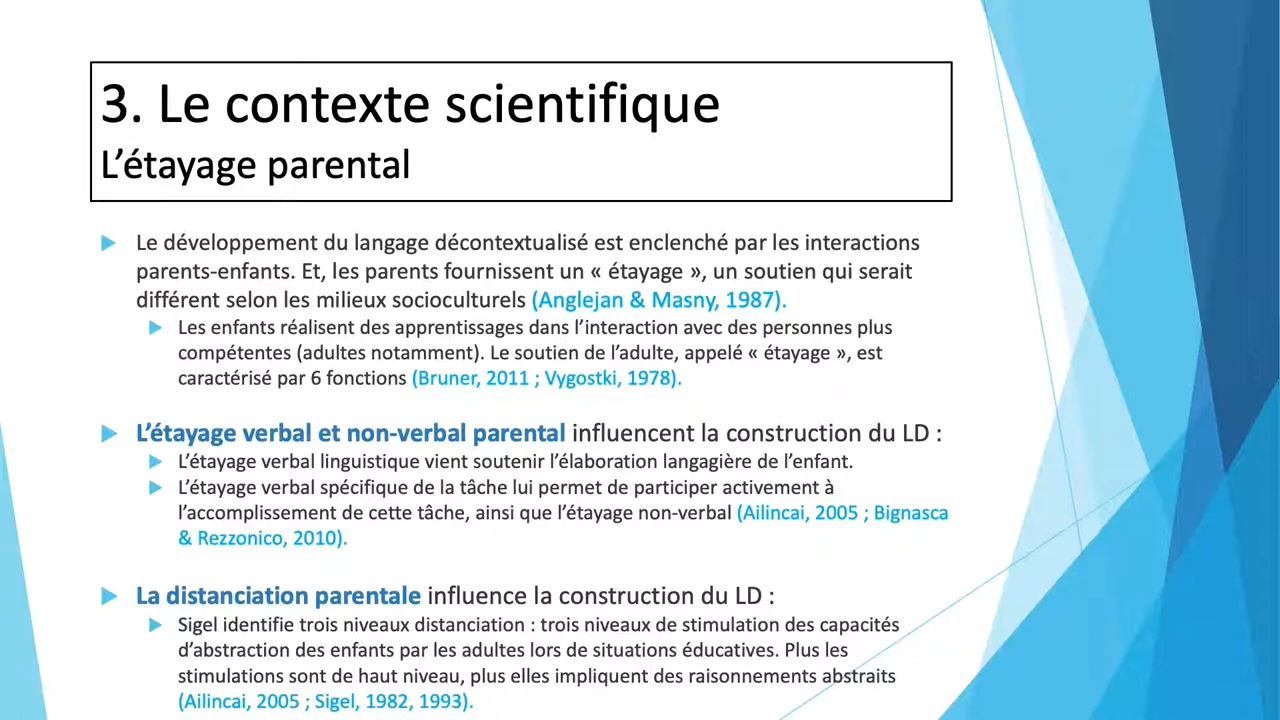 3. Le contexte scientifique
L’étayage parental
Le développement du langage décontextualisé est enclenché par les interactions
parents-enfants. Et, les parents fournissent un « étayage », un soutien qui serait
différent selon les milieux socioculturels (Anglejan & Masny, 1987).
Les enfants réalisent des apprentissages dans l’interaction avec des personnes plus
compétentes (adultes notamment). Le soutien de l’adulte, appelé « étayage », est
caractérisé par 6 fonctions (Bruner, 2011 ; Vygostki, 1978).
L’étayage verbal et non-verbal parental influencent la construction du LD :
L’étayage verbal linguistique vient soutenir l’élaboration langagière de l’enfant.
L’étayage verbal spécifique de la tâche lui permet de participer activement à
l’accomplissement de cette tâche, ainsi que l’étayage non-verbal (Ailincai, 2005 ; Bignasca
& Rezzonico, 2010).
La distanciation parentale influence la construction du LD :
Sigel identifie trois niveaux distanciation : trois niveaux de stimulation des capacités
d’abstraction des enfants par les adultes lors de situations éducatives. Plus les
stimulations sont de haut niveau, plus elles impliquent des raisonnements abstraits
(Ailincai, 2005 ; Sigel, 1982, 1993).